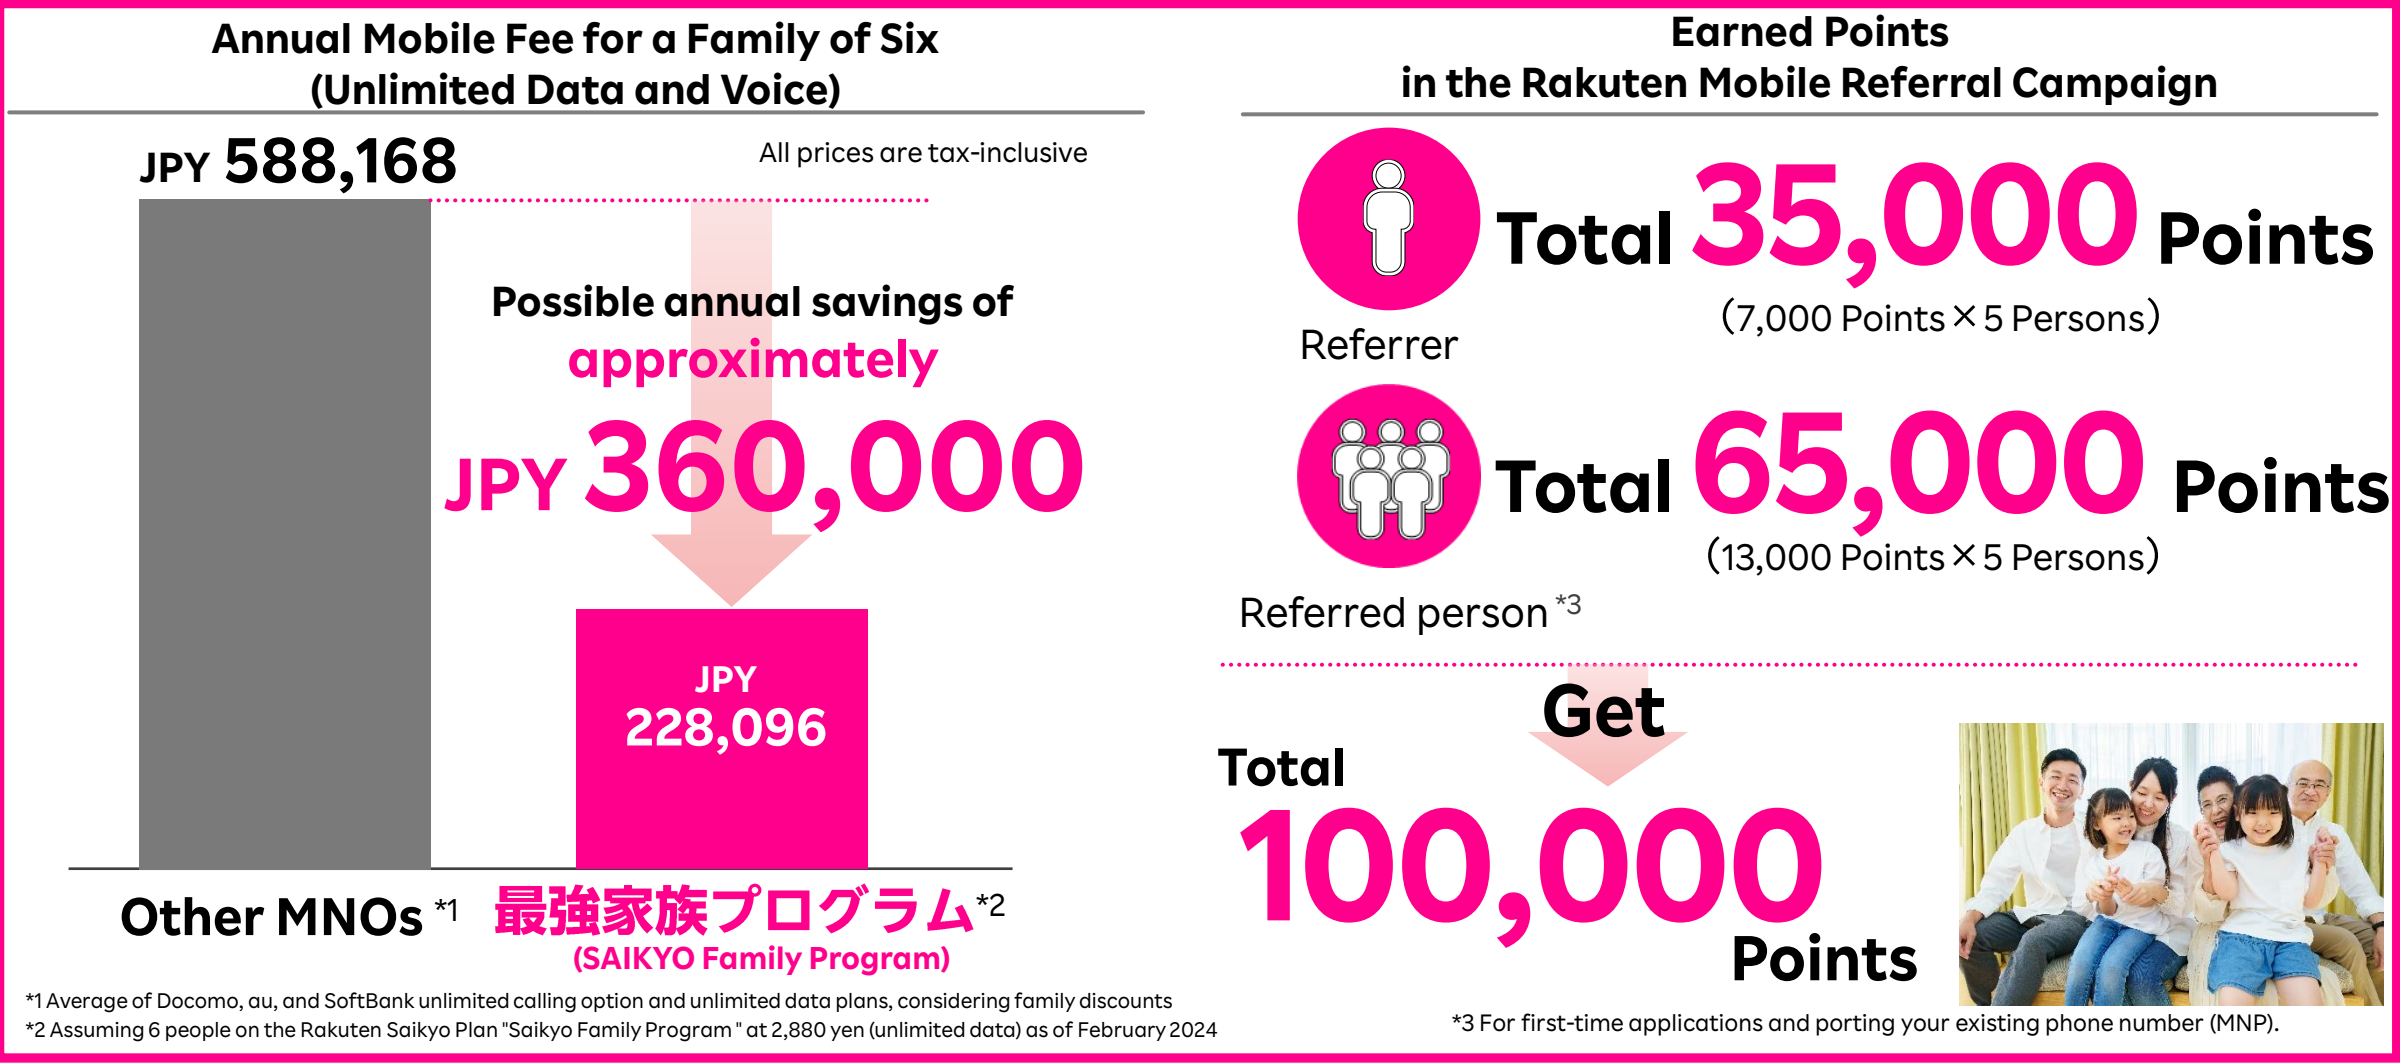 Annual Mobile Fee for a Family of Six
(Unlimited Data and Voice)
JPY 588,168
All prices are tax-inclusive
Possible annual savings of
approximately
JPY 360,000
JPY
228,096
Other MNOs *1
最強家族プログラム*2
(SAIKYO Family Program)
*1 Average of Docomo, au, and SoftBank unlimited calling option and unlimited data plans, considering family discounts
*2 Assuming 6 people on the Rakuten Saikyo Plan "Saikyo Family Program " at 2,880 yen (unlimited data) as of February 2024
Earned Points
in the Rakuten Mobile Referral Campaign
Total 35,000 Points
(7,000 Points×5 Persons)
Referrer
Total 65,000 Points
(13,000 Points×5 Persons)
Referred person *3
Get
Total
100,000
Points
*3 For first-time applications and porting your existing phone number (MNP).